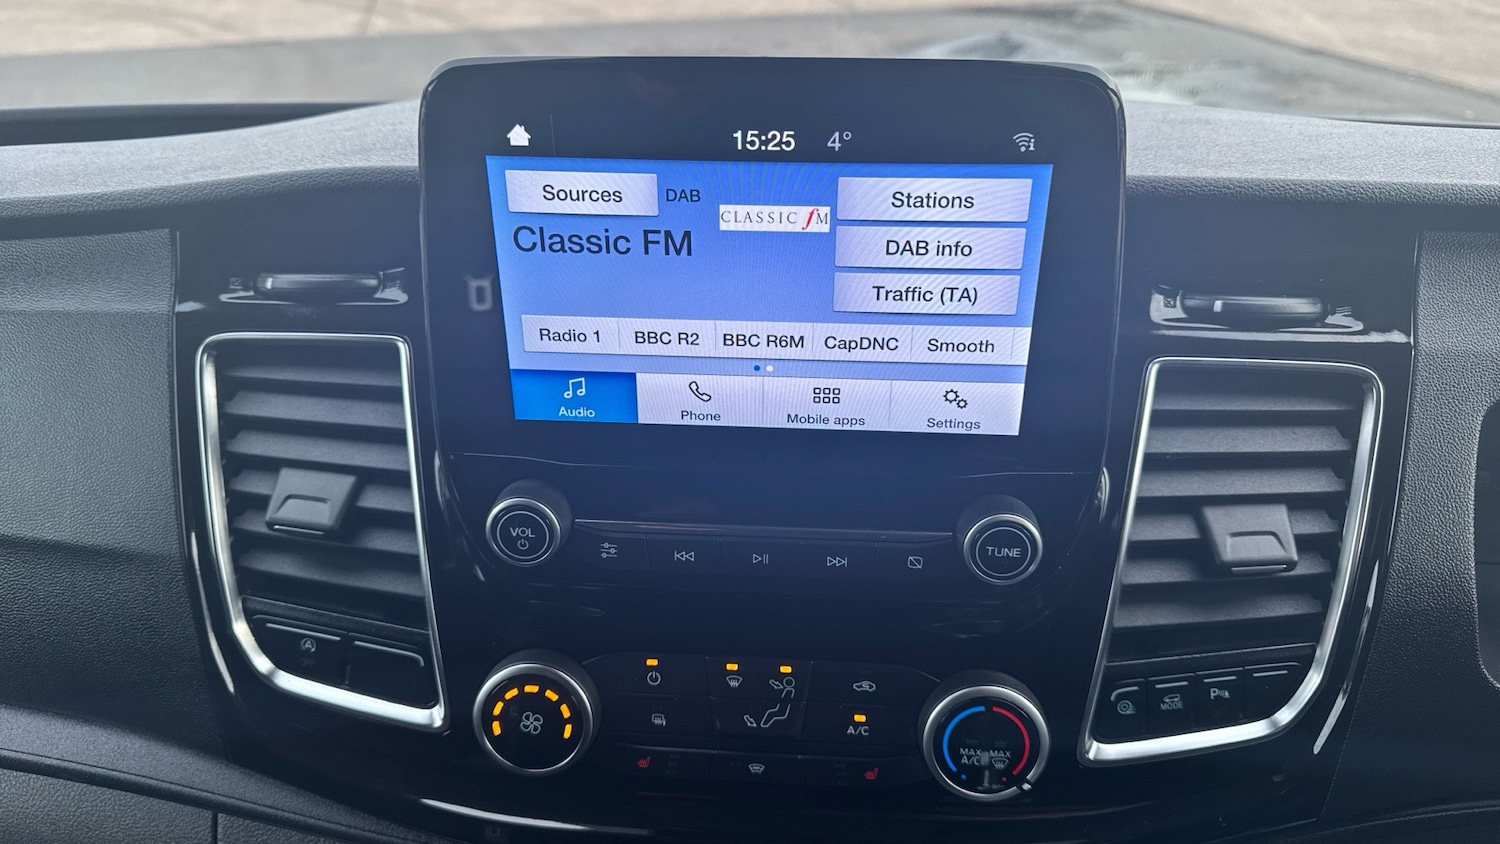 15:25 4°
Sources DAB
CLASSIC fM
Stations
Classic FM
DAB info
Traffic (TA)
Radio 1 BBC R2 BBC R6M CapDNC Smooth
Audio Phone Mobile apps Settings
VOL
TUNE
A/C
MAX A/C
MAX
A
MODE
P